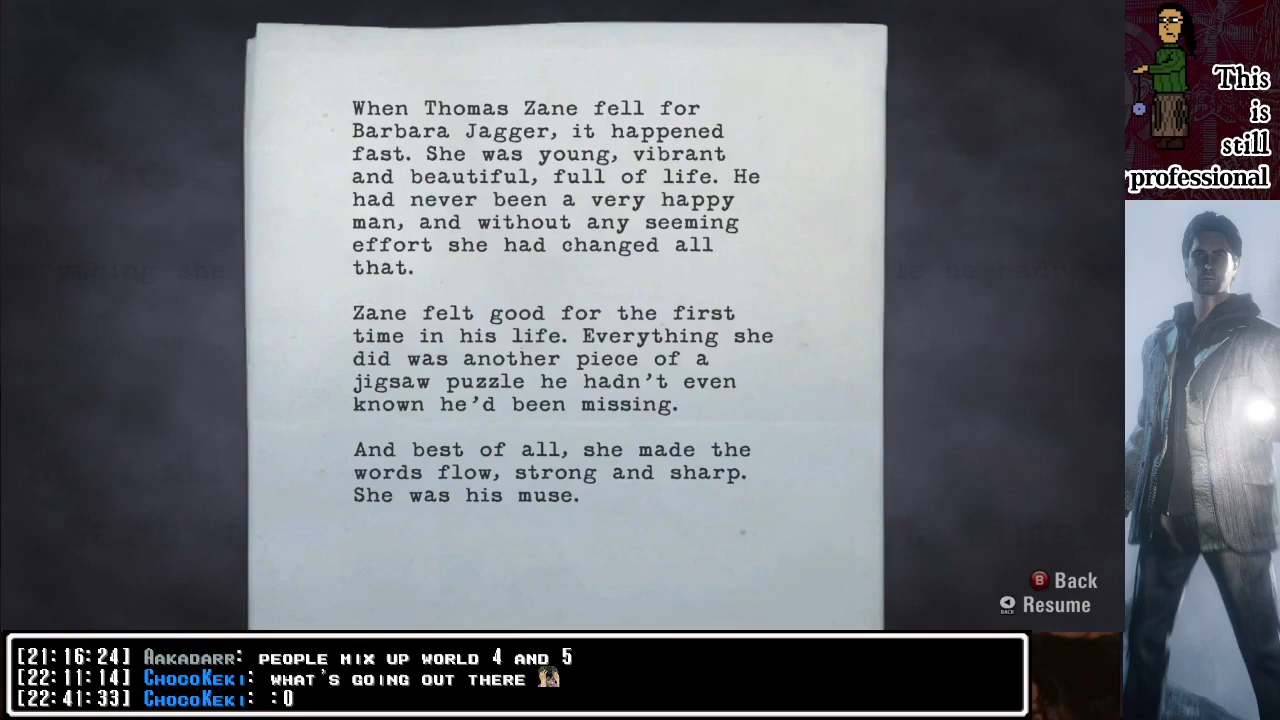 When Thomas Zane fell for
Barbara Jagger, it happened
fast. She was young, vibrant
and beautiful, full of life. He
had never been a very happy
man, and without any seeming
effort she had changed all
that.
Zane felt good for the first
time in his life. Everything she
did was another piece of a
jigsaw puzzle he hadn't even
known he'd been missing.
And best of all, she made the
words flow, strong and sharp.
She was his muse.
B Back
BACK Resume
This
is
still
professional
[21:16:24] Aakadarr: people mix up world 4 and 5
[22:11:14] ChocoKeki: what's going out there
[22:41:33] ChocoKeki: :O